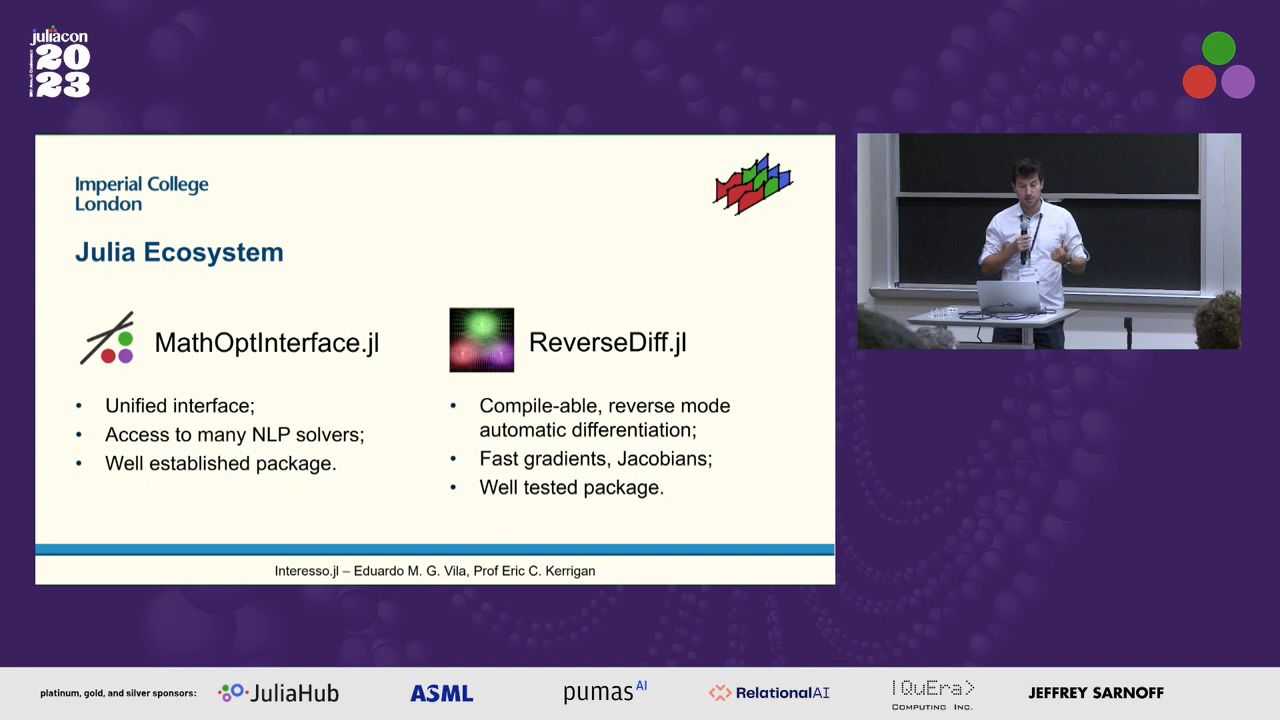 juliacon
20
23
Imperial College
London
Julia Ecosystem
MathOptInterface.jl
• Unified interface;
• Access to many NLP solvers;
• Well established package.
ReverseDiff.jl
• Compile-able, reverse mode
automatic differentiation;
• Fast gradients, Jacobians;
• Well tested package.
Interesso.jl – Eduardo M. G. Vila, Prof Eric C. Kerrigan
platinum, gold, and silver sponsors:
JuliaHub
ASML
pumas AI
RelationalAI
|QuEra>
COMPUTING INC.
JEFFREY SARNOFF